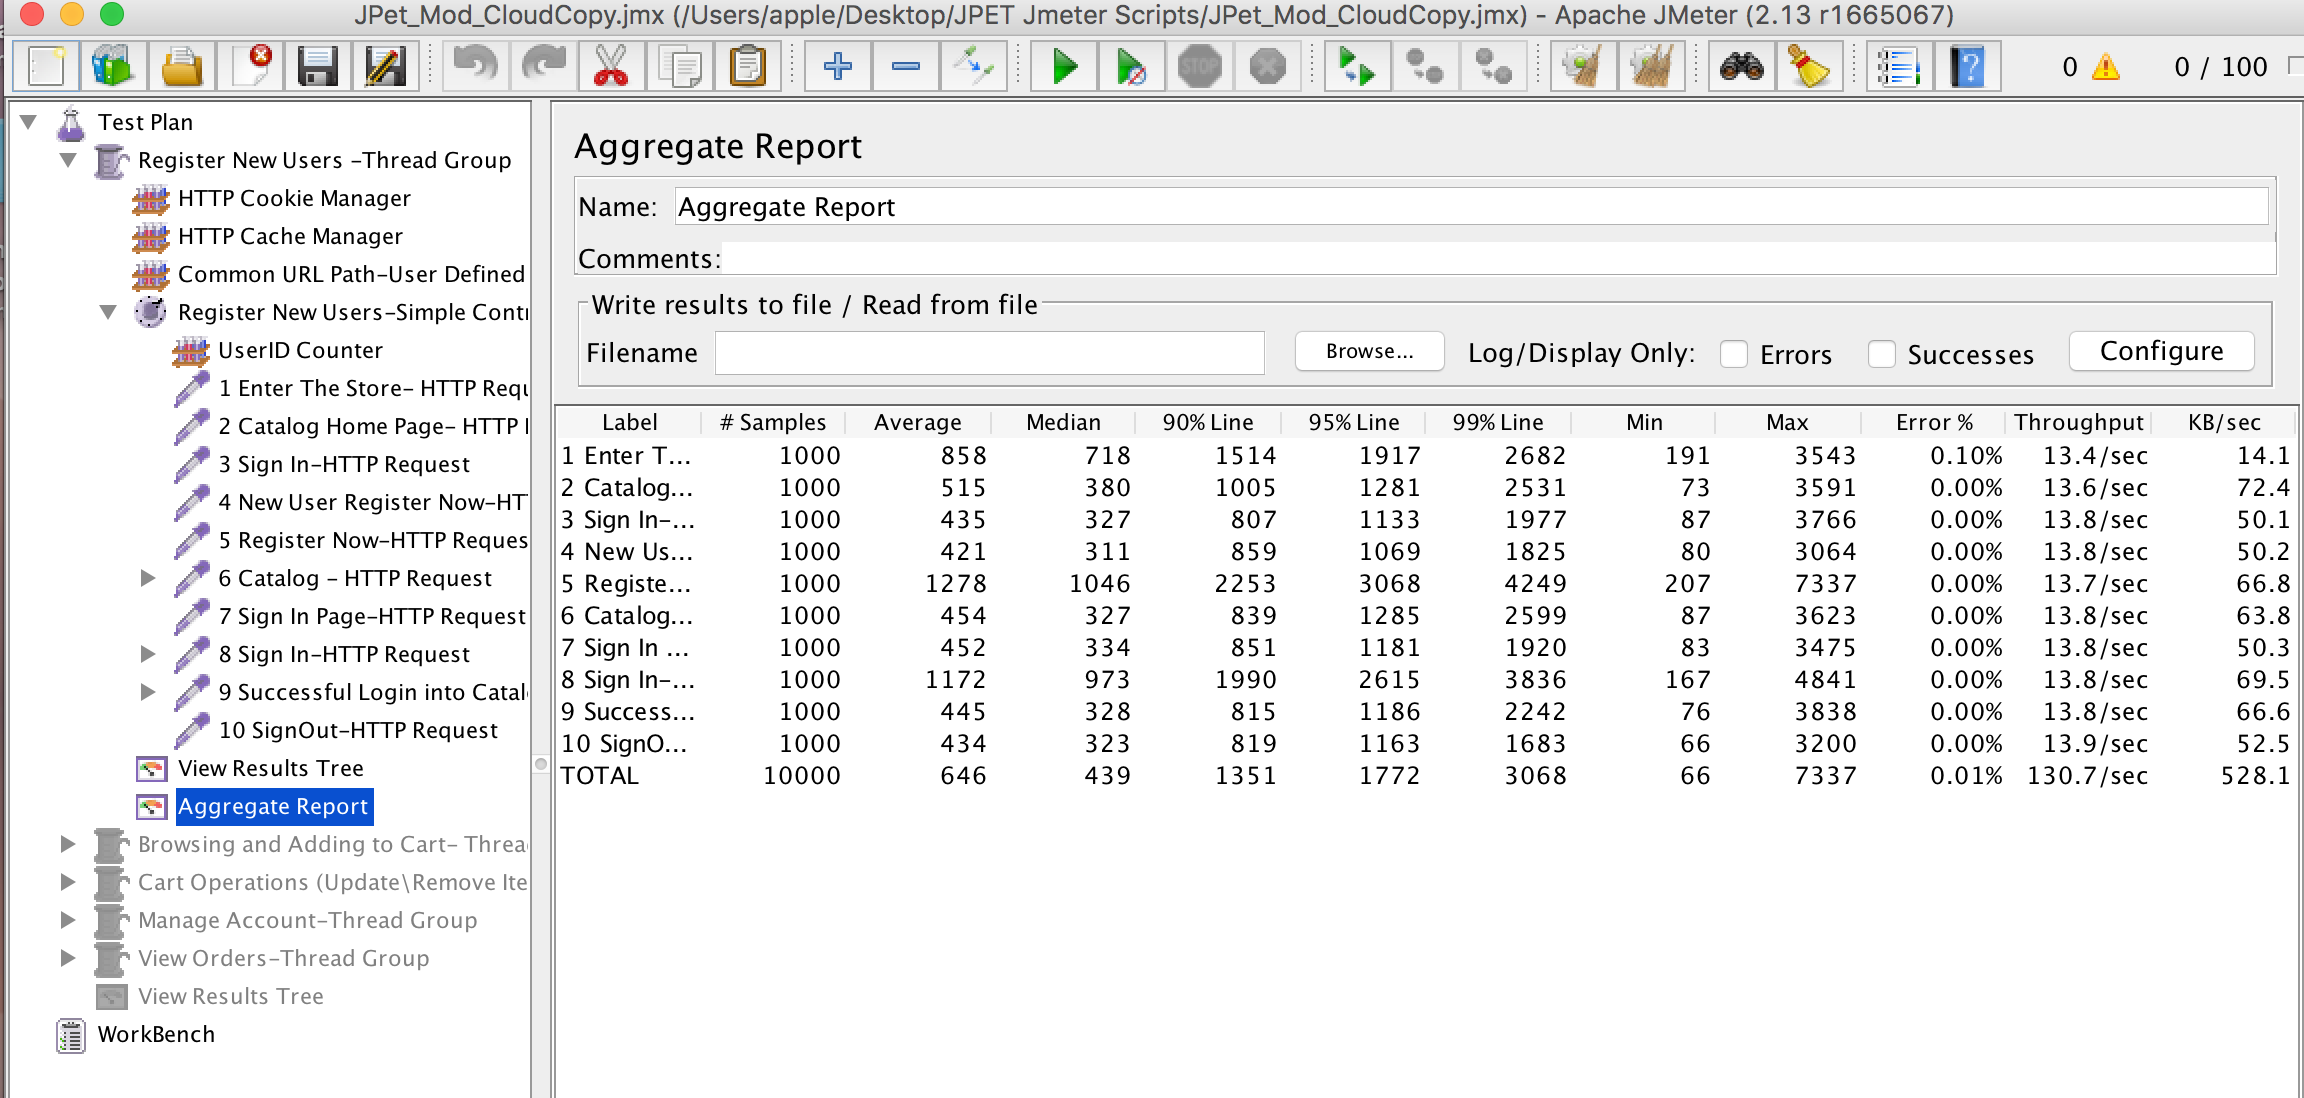 JPet_Mod_CloudCopy.jmx (/Users/apple/Desktop/JPET Jmeter Scripts/JPet_Mod_CloudCopy.jmx) - Apache JMeter (2.13 r1665067)
STOP
?
0
0 / 100
Test Plan
Register New Users -Thread Group
HTTP Cookie Manager
HTTP Cache Manager
Common URL Path-User Defined
Register New Users-Simple Contr
UserID Counter
1 Enter The Store- HTTP Requ
2 Catalog Home Page- HTTP
3 Sign In-HTTP Request
4 New User Register Now-HT
5 Register Now-HTTP Reques
6 Catalog - HTTP Request
7 Sign In Page-HTTP Request
8 Sign In-HTTP Request
9 Successful Login into Catal
10 SignOut-HTTP Request
View Results Tree
Aggregate Report
Browsing and Adding to Cart- Threa
Cart Operations (Update\Remove Ite
Manage Account-Thread Group
View Orders-Thread Group
View Results Tree
WorkBench
Aggregate Report
Name: Aggregate Report
Comments:
Write results to file / Read from file
Filename Browse... Log/Display Only: Errors Successes Configure
Label # Samples Average Median 90% Line 95% Line 99% Line Min Max Error % Throughput KB/sec
1 Enter T... 1000 858 718 1514 1917 2682 191 3543 0.10% 13.4/sec 14.1
2 Catalog... 1000 515 380 1005 1281 2531 73 3591 0.00% 13.6/sec 72.4
3 Sign In-... 1000 435 327 807 1133 1977 87 3766 0.00% 13.8/sec 50.1
4 New Us... 1000 421 311 859 1069 1825 80 3064 0.00% 13.8/sec 50.2
5 Registe... 1000 1278 1046 2253 3068 4249 207 7337 0.00% 13.7/sec 66.8
6 Catalog... 1000 454 327 839 1285 2599 87 3623 0.00% 13.8/sec 63.8
7 Sign In ... 1000 452 334 851 1181 1920 83 3475 0.00% 13.8/sec 50.3
8 Sign In-... 1000 1172 973 1990 2615 3836 167 4841 0.00% 13.8/sec 69.5
9 Success... 1000 445 328 815 1186 2242 76 3838 0.00% 13.8/sec 66.6
10 SignO... 1000 434 323 819 1163 1683 66 3200 0.00% 13.9/sec 52.5
TOTAL 10000 646 439 1351 1772 3068 66 7337 0.01% 130.7/sec 528.1